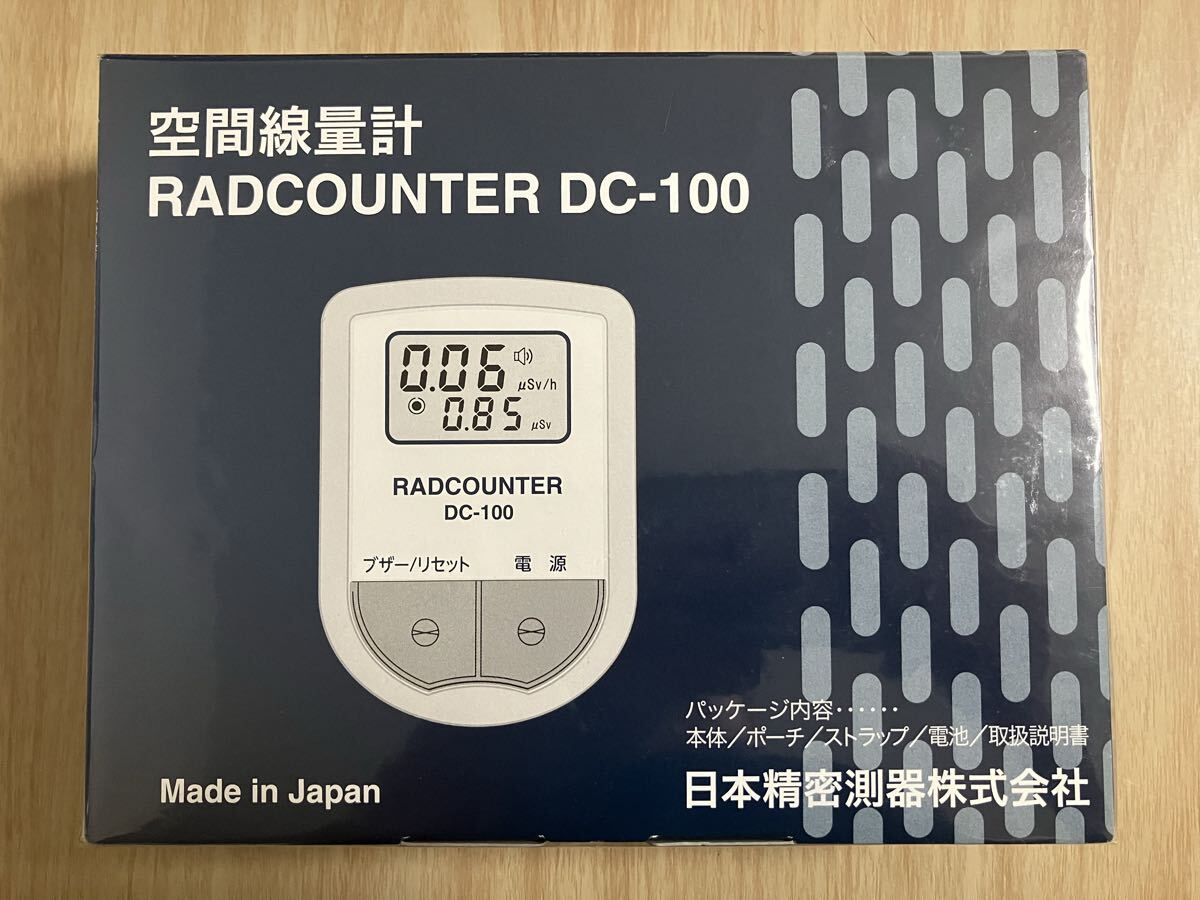 空間線量計
RADCOUNTER DC-100
0.06 μSv/h
0.85 μSv
RADCOUNTER
DC-100
ブザー/リセット 電 源
パッケージ内容‥‥‥
本体／ポーチ／ストラップ／電池／取扱説明書
Made in Japan
日本精密測器株式会社